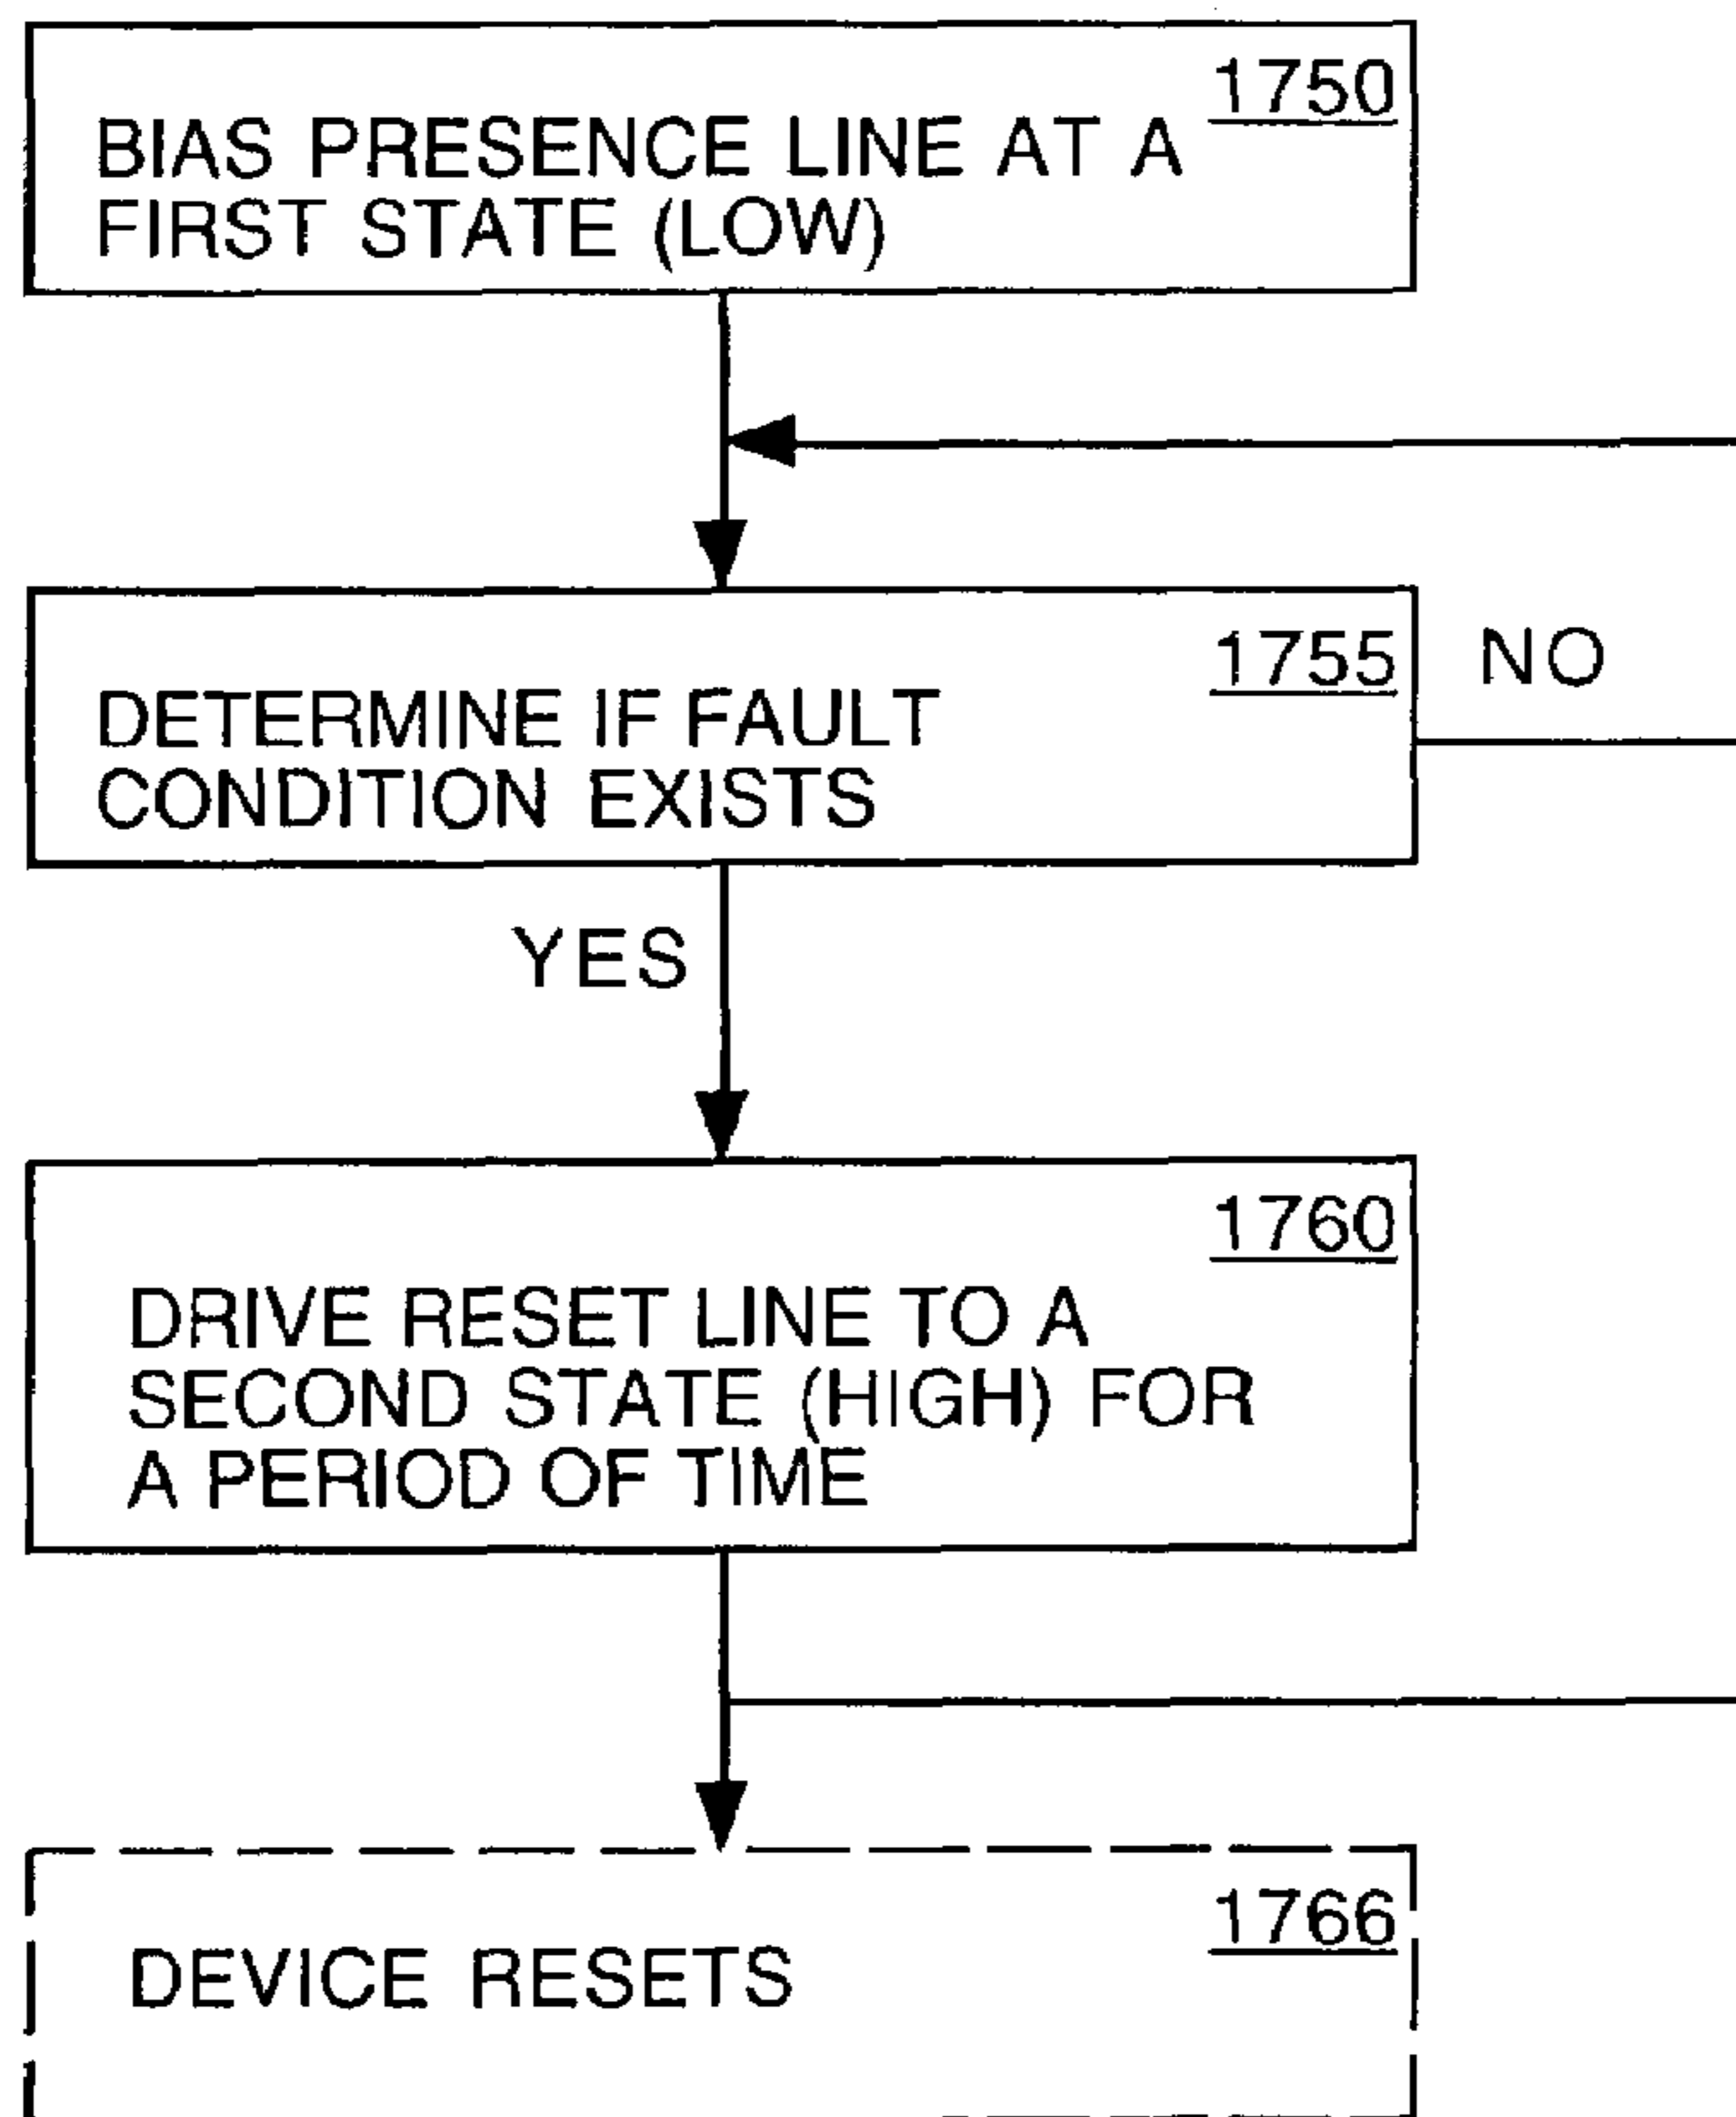 1750
BIAS PRESENCE LINE AT A
FIRST STATE (LOW)
1755
NO
DETERMINE IF FAULT
CONDITION EXISTS
YES
1760
DRIVE RESET LINE TO A
SECOND STATE (HIGH) FOR
A PERIOD OF TIME
1766
DEVICE RESETS